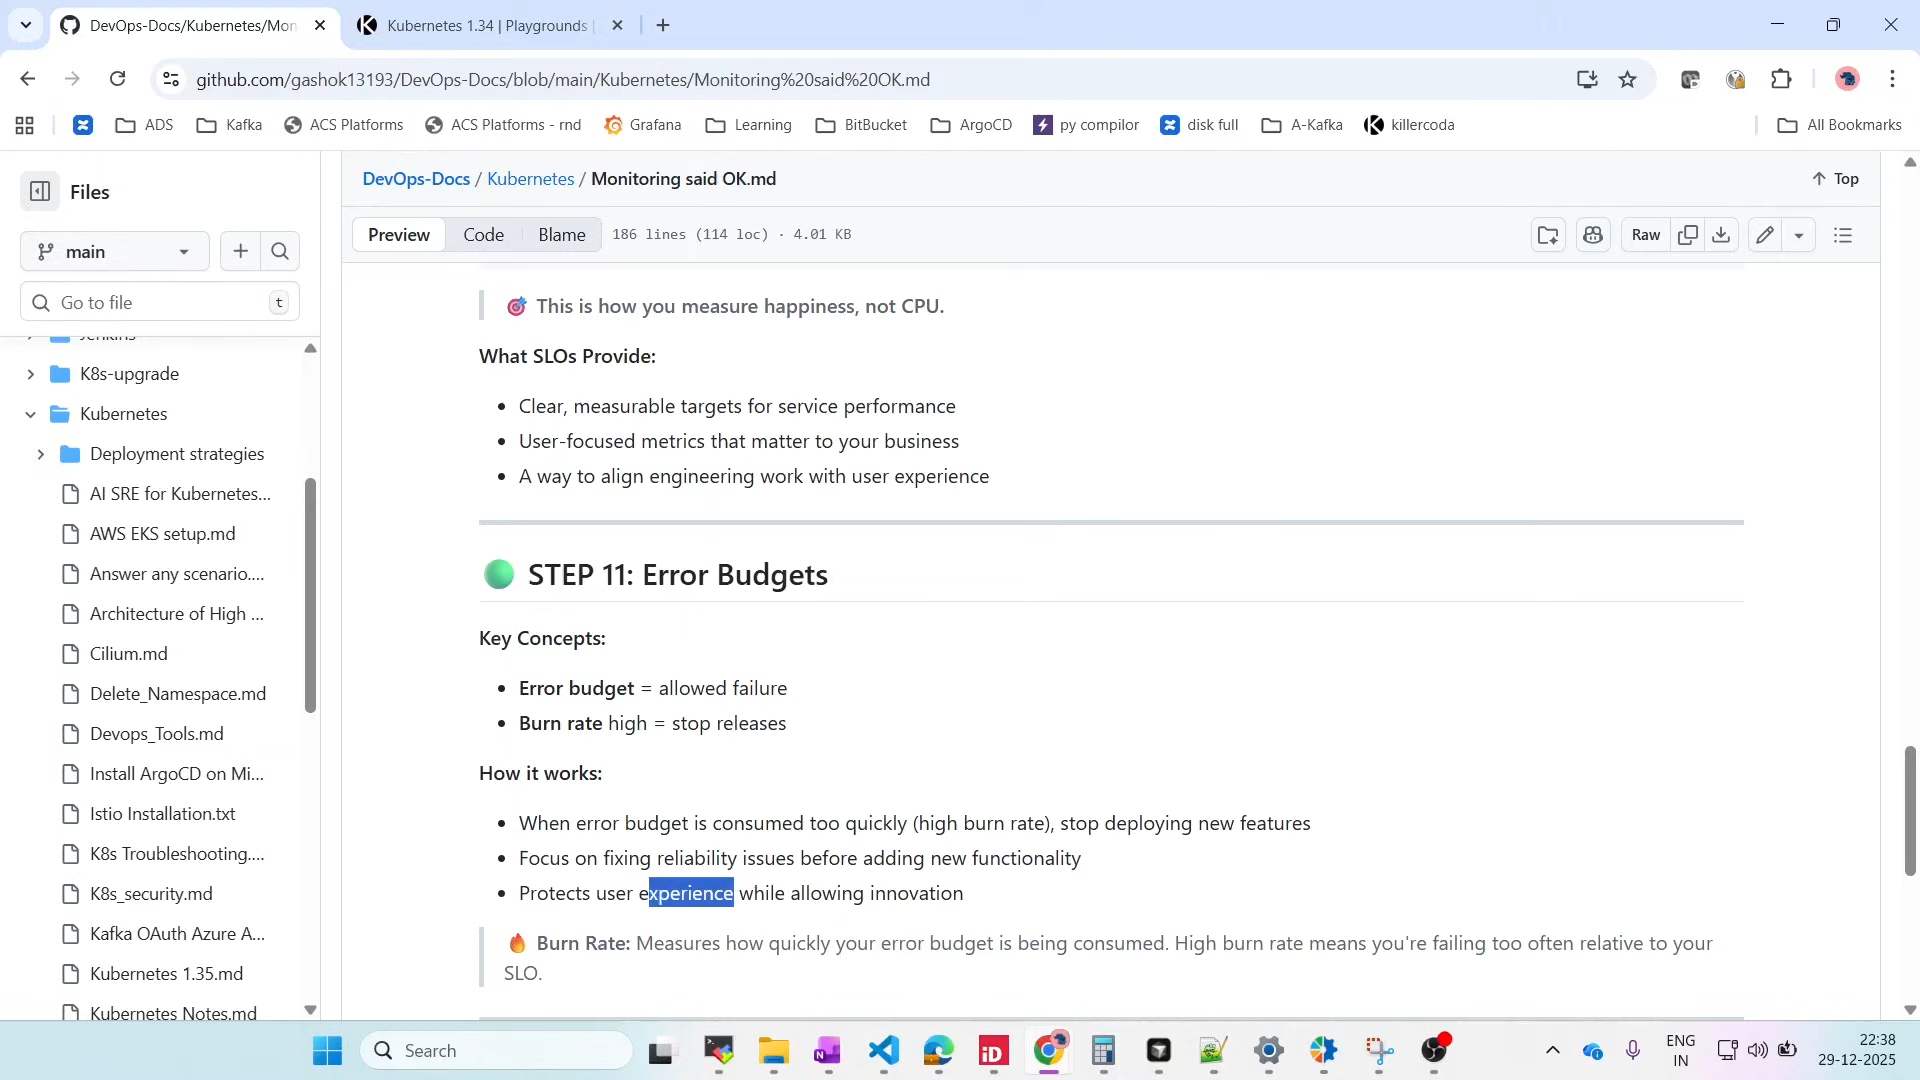 DevOps-Docs/Kubernetes/Mon
Kubernetes 1.34 | Playgrounds |
github.com/gashok13193/DevOps-Docs/blob/main/Kubernetes/Monitoring%20said%20OK.md
ADS
Kafka
ACS Platforms
ACS Platforms - rnd
Grafana
Learning
BitBucket
ArgoCD
py compilor
disk full
A-Kafka
killercoda
All Bookmarks
Files
main
Go to file
t
Jenkins
K8s-upgrade
Kubernetes
Deployment strategies
AI SRE for Kubernetes...
AWS EKS setup.md
Answer any scenario....
Architecture of High ...
Cilium.md
Delete_Namespace.md
Devops_Tools.md
Install ArgoCD on Mi...
Istio Installation.txt
K8s Troubleshooting....
K8s_security.md
Kafka OAuth Azure A...
Kubernetes 1.35.md
Kubernetes Notes.md
DevOps-Docs / Kubernetes / Monitoring said OK.md
Top
Preview
Code
Blame
186 lines (114 loc) · 4.01 KB
Raw
🎯 This is how you measure happiness, not CPU.
What SLOs Provide:
• Clear, measurable targets for service performance
• User-focused metrics that matter to your business
• A way to align engineering work with user experience
STEP 11: Error Budgets
Key Concepts:
• Error budget = allowed failure
• Burn rate high = stop releases
How it works:
• When error budget is consumed too quickly (high burn rate), stop deploying new features
• Focus on fixing reliability issues before adding new functionality
• Protects user experience while allowing innovation
🔥 Burn Rate: Measures how quickly your error budget is being consumed. High burn rate means you're failing too often relative to your
SLO.
Search
ENG
IN
22:38
29-12-2025